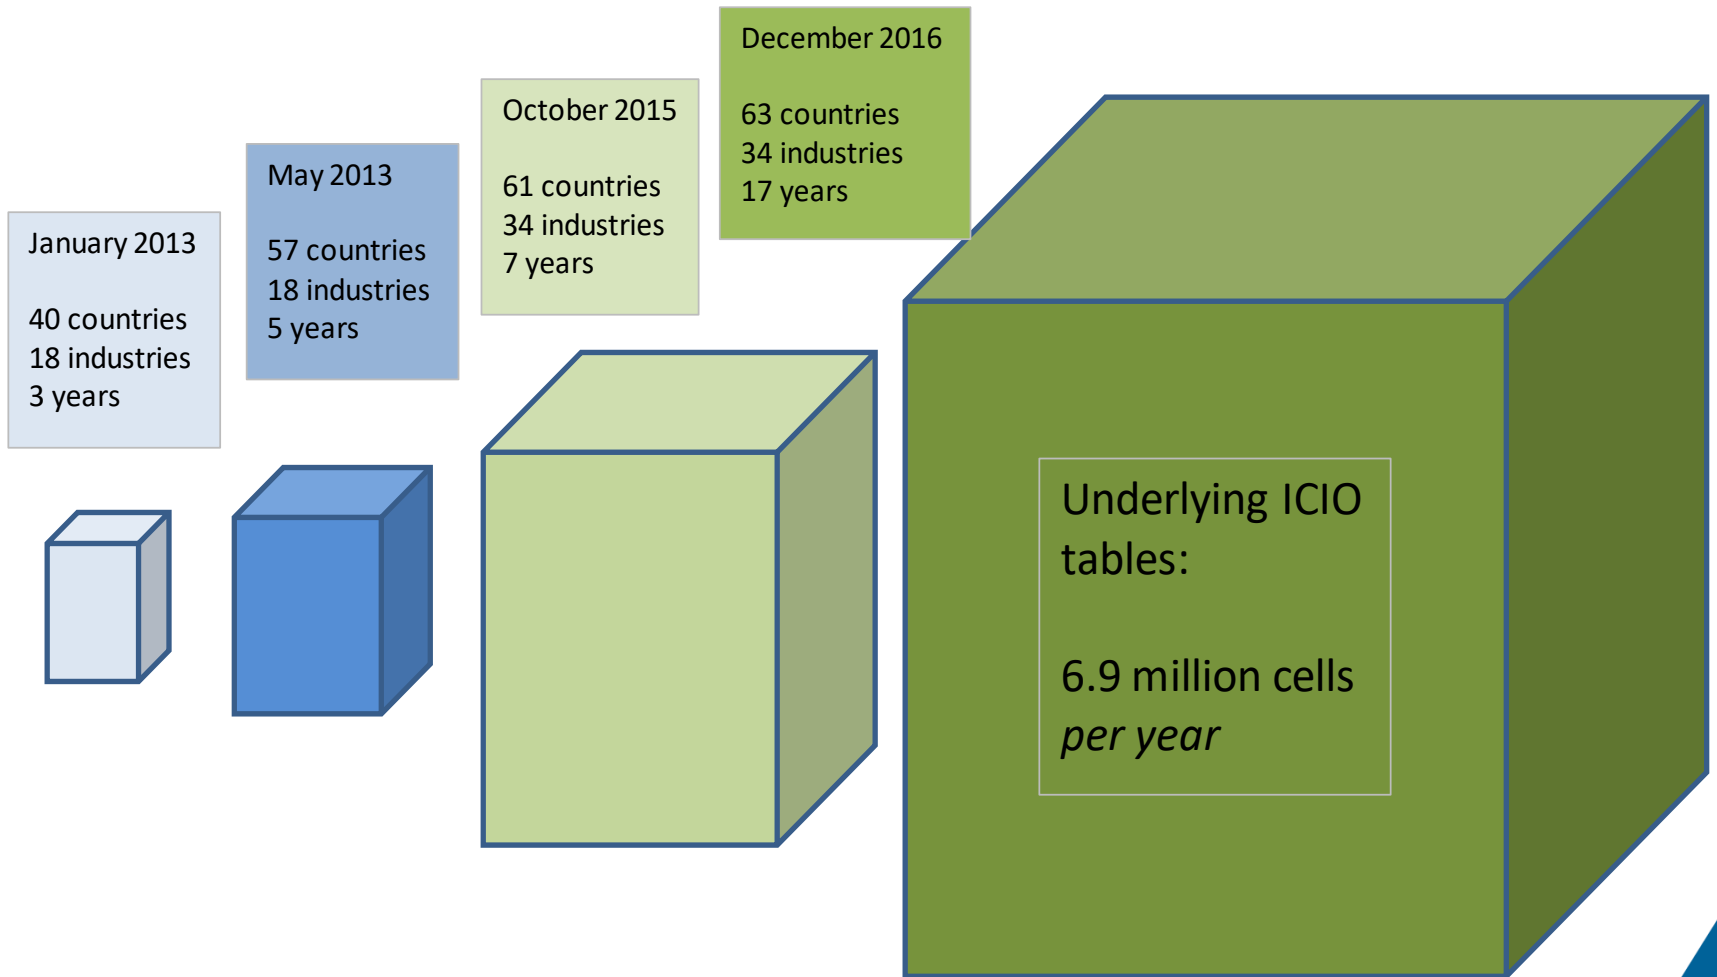 January 2013
40 countries
18 industries
3 years
May 2013
57 countries
18 industries
5 years
October 2015
61 countries
34 industries
7 years
December 2016
63 countries
34 industries
17 years
Underlying ICIO
tables:
6.9 million cells
per year